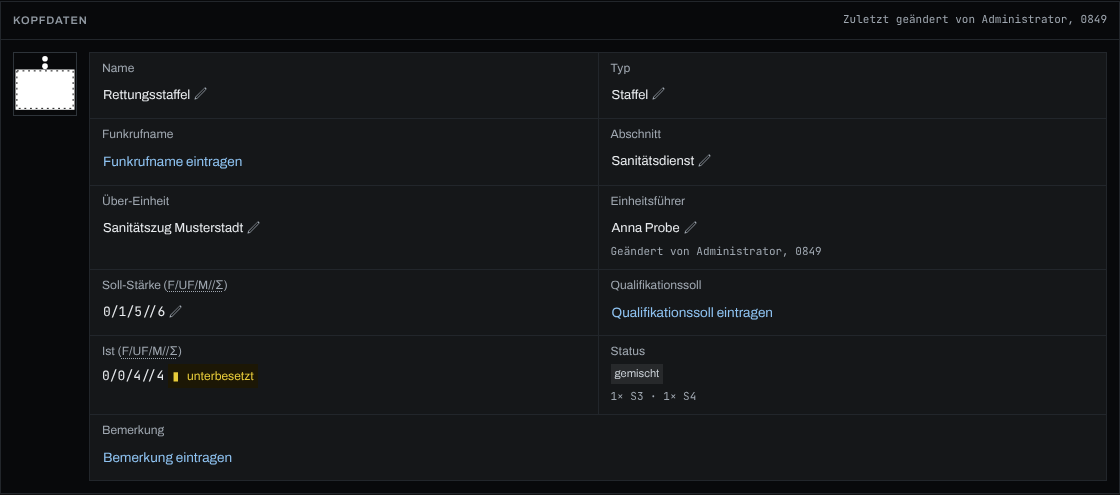 KOPFDATEN
Zuletzt geändert von Administrator, 0849
Name
Rettungsstaffel
Typ
Staffel
Funkrufname
Funkrufname eintragen
Abschnitt
Sanitätsdienst
Über-Einheit
Sanitätszug Musterstadt
Einheitsführer
Anna Probe
Geändert von Administrator, 0849
Soll-Stärke (F/UF/M//Σ)
0/1/5//6
Qualifikationssoll
Qualifikationssoll eintragen
Ist (F/UF/M//Σ)
0/0/4//4 unterbesetzt
Status
gemischt
1× S3 · 1× S4
Bemerkung
Bemerkung eintragen